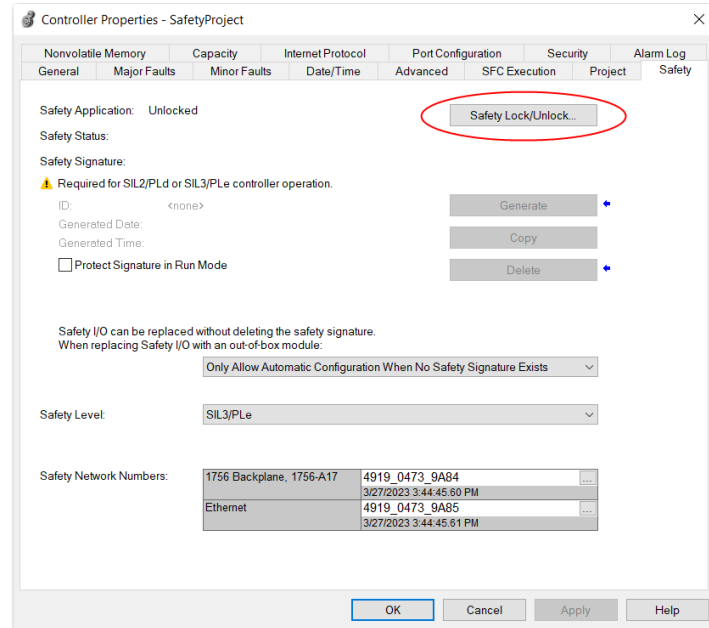 Controller Properties - SafetyProject
Nonvolatile Memory Capacity Internet Protocol Port Configuration Security Alarm Log
General Major Faults Minor Faults Date/Time Advanced SFC Execution Project Safety
Safety Application: Unlocked Safety Lock/Unlock...
Safety Status:
Safety Signature:
Required for SIL2/PLd or SIL3/PLe controller operation.
ID: <none> Generate
Generated Date:
Copy
Generated Time:
Protect Signature in Run Mode
Delete
Safety I/O can be replaced without deleting the safety signature.
When replacing Safety I/O with an out-of-box module:
Only Allow Automatic Configuration When No Safety Signature Exists
Safety Level: SIL3/PLe
Safety Network Numbers: 1756 Backplane, 1756-A17 4919_0473_9A84 ...
3/27/2023 3:44:45.60 PM
Ethernet 4919_0473_9A85 ...
3/27/2023 3:44:45.61 PM
OK Cancel Apply Help